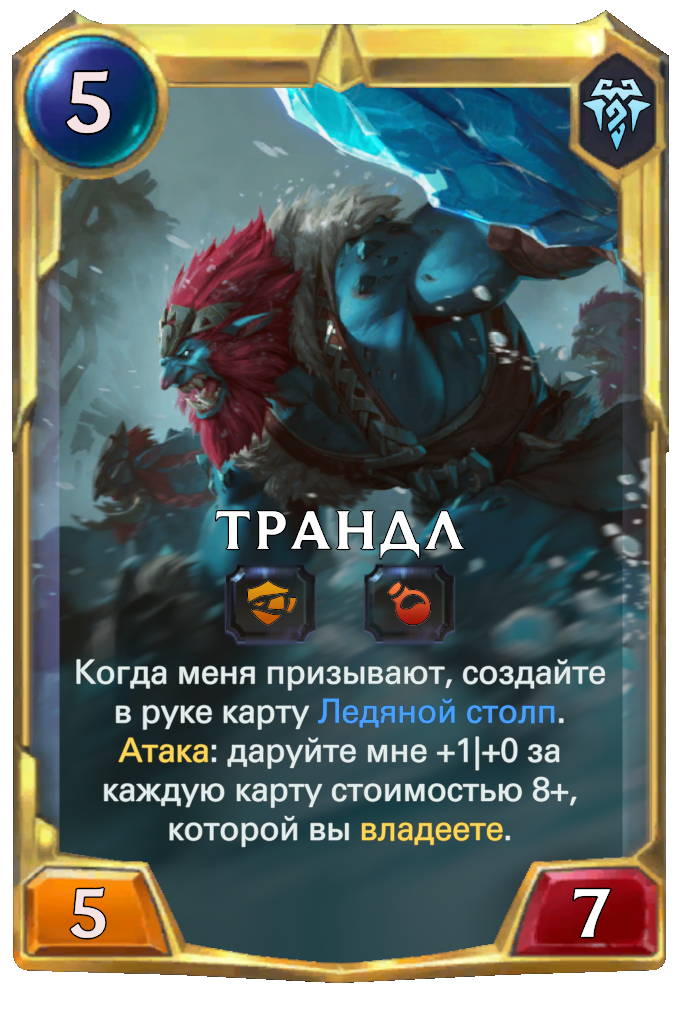 5
ТРАНДЛ
Когда меня призывают, создайте
в руке карту Ледяной столп.
Атака: даруйте мне +1|+0 за
каждую карту стоимостью 8+,
которой вы владеете.
5
7